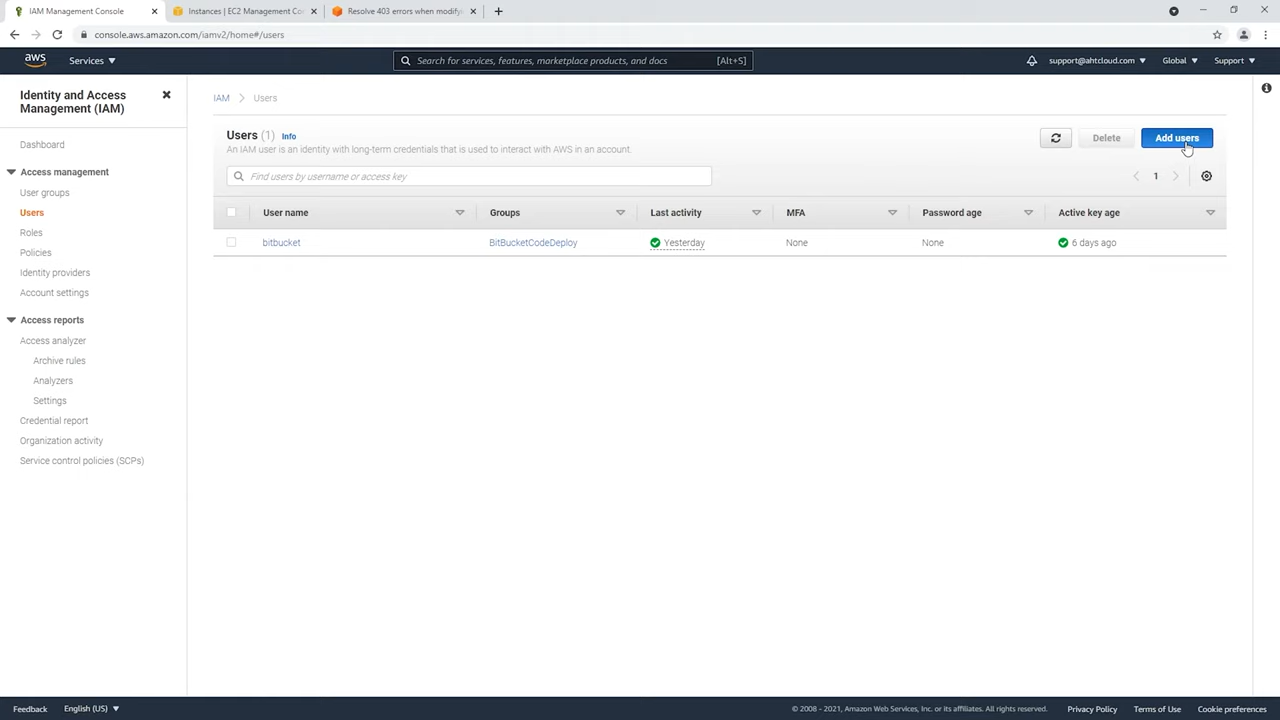 IAM Management Console
Instances | EC2 Management Co
Resolve 403 errors when modifyi
console.aws.amazon.com/iamv2/home#/users
aws
Services
Search for services, features, marketplace products, and docs
[Alt+S]
support@ahtcloud.com
Global
Support
Identity and Access
Management (IAM)
Dashboard
Access management
User groups
Users
Roles
Policies
Identity providers
Account settings
Access reports
Access analyzer
Archive rules
Analyzers
Settings
Credential report
Organization activity
Service control policies (SCPs)
IAM > Users
Users (1) Info
An IAM user is an identity with long-term credentials that is used to interact with AWS in an account.
Delete
Add users
Find users by username or access key
1
User name Groups Last activity MFA Password age Active key age
bitbucket BitBucketCodeDeploy Yesterday None None 6 days ago
Feedback
English (US)
© 2008 - 2021, Amazon Web Services, Inc. or its affiliates. All rights reserved.
Privacy Policy
Terms of Use
Cookie preferences